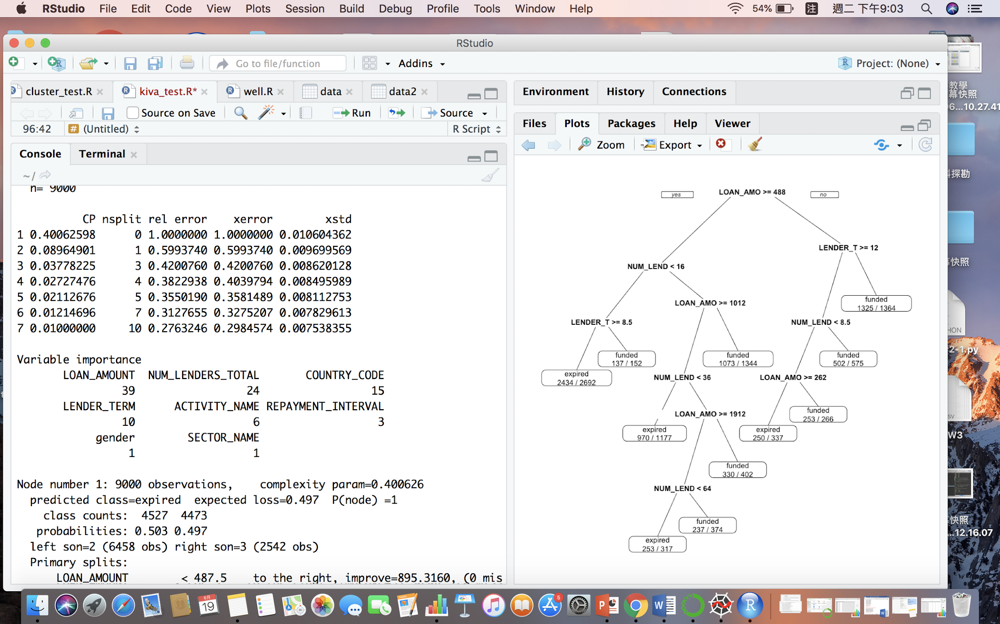 RStudio File Edit Code View Plots Session Build Debug Profile Tools Window Help 54% 注 週二 下午9:03
RStudio
Go to file/function Addins Project: (None)
cluster_test.R kiva_test.R* well.R data data2
Source on Save Run Source
96:42 # (Untitled) R Script
Console Terminal
~/
n= 9000
CP nsplit rel error xerror xstd
1 0.40062598 0 1.0000000 1.0000000 0.010604362
2 0.08964901 1 0.5993740 0.5993740 0.009699569
3 0.03778225 3 0.4200760 0.4200760 0.008620128
4 0.02727476 4 0.3822938 0.4039794 0.008495989
5 0.02112676 5 0.3550190 0.3581489 0.008112753
6 0.01214696 7 0.3127655 0.3275207 0.007829613
7 0.01000000 10 0.2763246 0.2984574 0.007538355
Variable importance
LOAN_AMOUNT NUM_LENDERS_TOTAL COUNTRY_CODE
39 24 15
LENDER_TERM ACTIVITY_NAME REPAYMENT_INTERVAL
10 6 3
gender SECTOR_NAME
1 1
Node number 1: 9000 observations, complexity param=0.400626
predicted class=expired expected loss=0.497 P(node) =1
class counts: 4527 4473
probabilities: 0.503 0.497
left son=2 (6458 obs) right son=3 (2542 obs)
Primary splits:
LOAN_AMOUNT < 487.5 to the right, improve=895.3160, (0 mis
Environment History Connections
Files Plots Packages Help Viewer
Zoom Export
yes LOAN_AMO >= 488 no
LENDER_T >= 12
NUM_LEND < 16
funded
1325 / 1364
LOAN_AMO >= 1012
LENDER_T >= 8.5 NUM_LEND < 8.5
funded funded funded
137 / 152 1073 / 1344 502 / 575
expired
2434 / 2692
NUM_LEND < 36 LOAN_AMO >= 262
funded
253 / 266
LOAN_AMO >= 1912
expired expired
970 / 1177 250 / 337
funded
330 / 402
NUM_LEND < 64
funded
237 / 374
expired
253 / 317
教學
幕快照
6...10.27.41
探勘
快照
HON
2-1.py
SV
W3
快照
...12.16.07
6月
19
3D
5
P
W
R